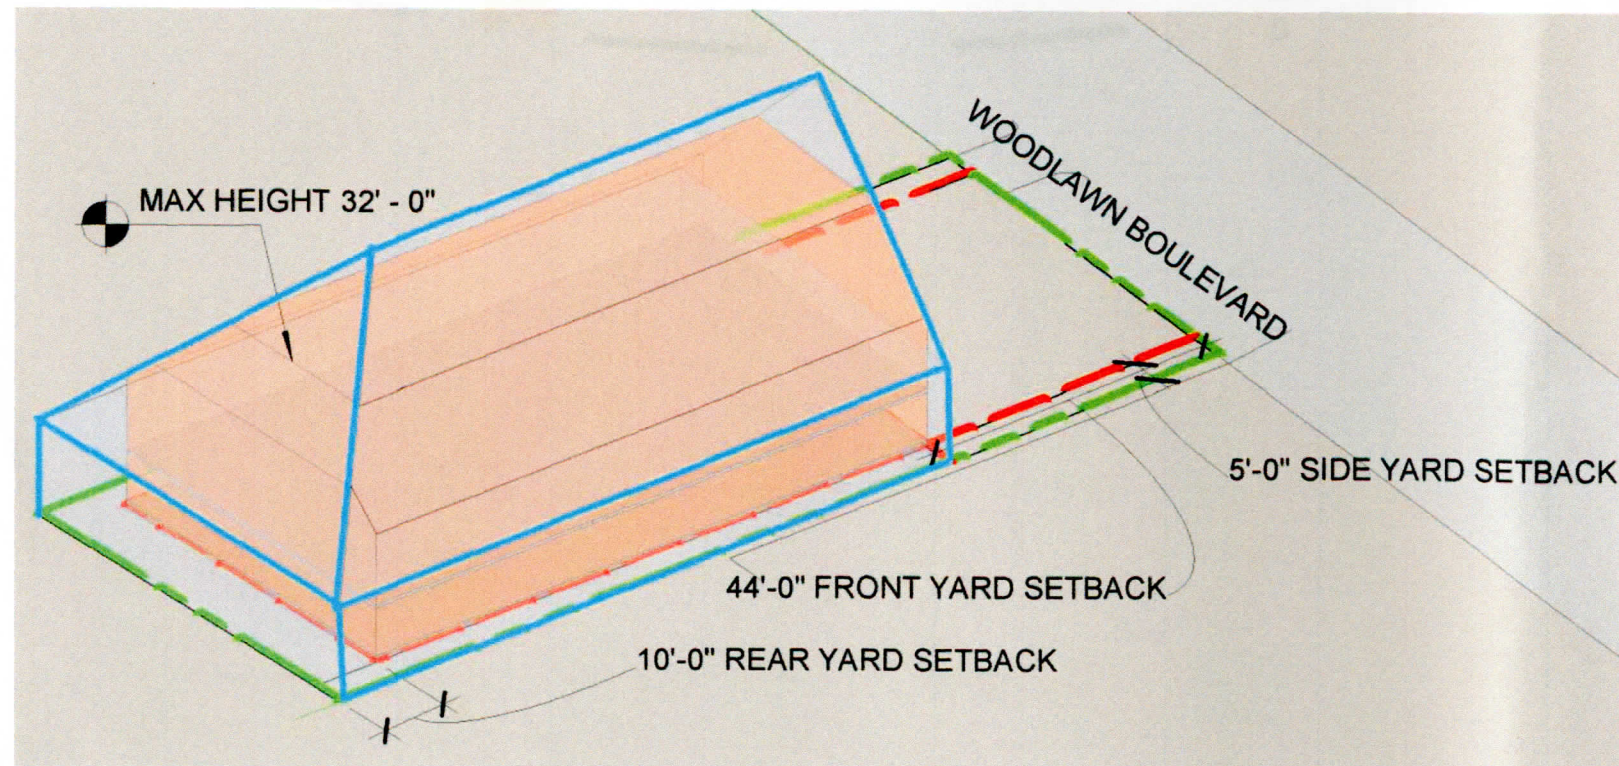 WOODLAWN BOULEVARD
MAX HEIGHT 32' - 0"
5'-0" SIDE YARD SETBACK
44'-0" FRONT YARD SETBACK
10'-0" REAR YARD SETBACK